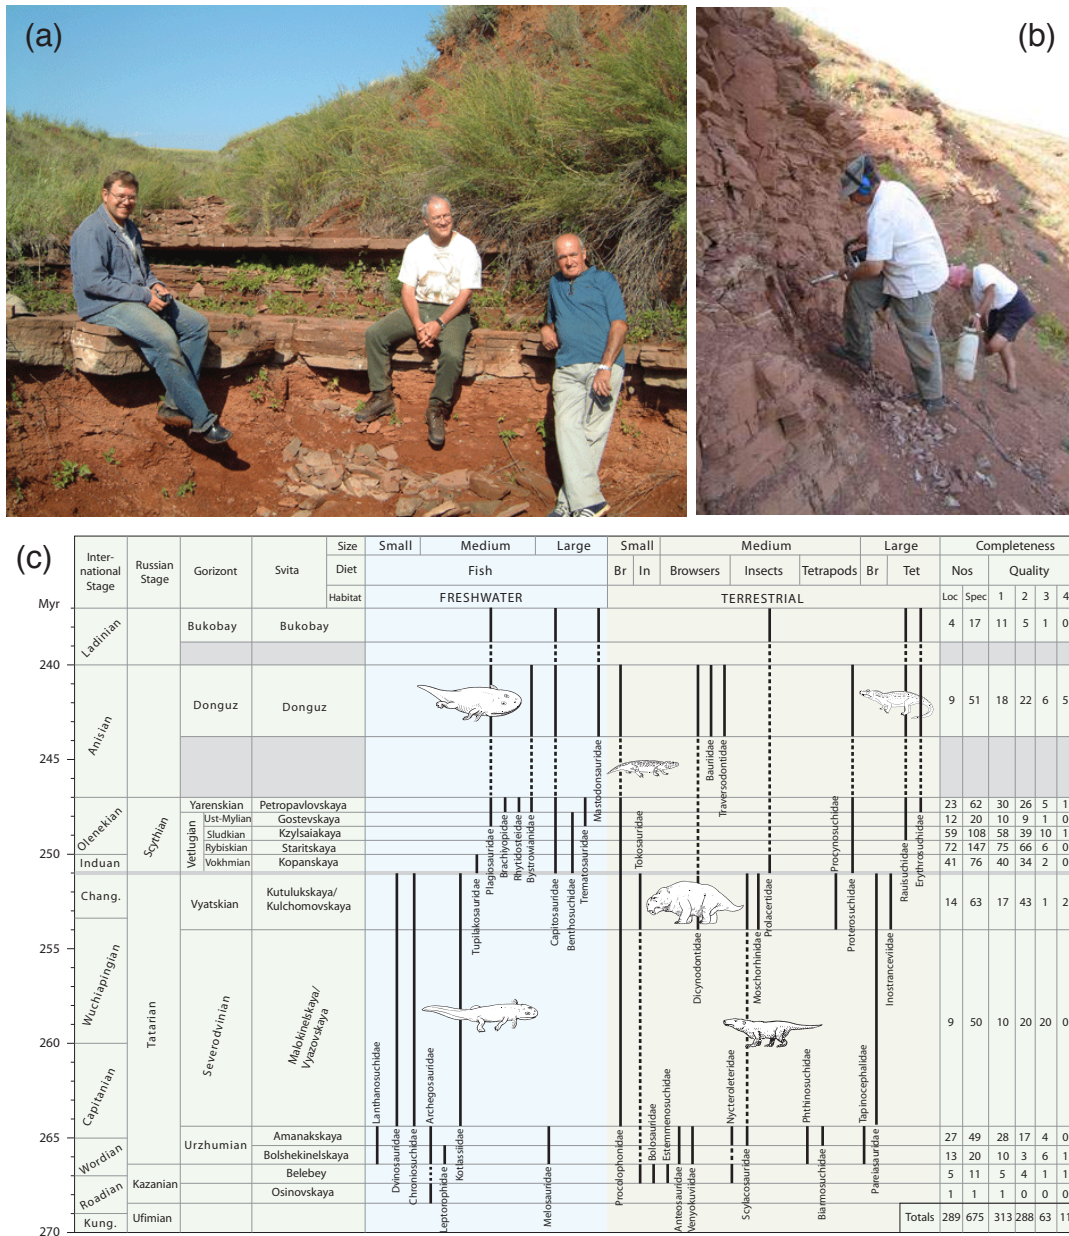 (a)
(b)
(c)
Inter-
national
Stage
Russian
Stage
Gorizont
Svita
Size
Diet
Habitat
Small
Medium
Large
Fish
FRESHWATER
Small
Medium
Large
Br
In
Browsers
Insects
Tetrapods
Br
Tet
TERRESTRIAL
Completeness
Nos
Quality
Loc
Spec
1
2
3
4
Myr
240
245
250
255
260
265
270
Ladinian
Anisian
Olenekian
Induan
Chang.
Wuchiapingian
Capitanian
Wordian
Roadian
Kung.
Scythian
Tatarian
Kazanian
Ufimian
Bukobay
Bukobay
4 17 11 5 1 0
Donguz
Donguz
9 51 18 22 6 5
Yarenskian
Petropavlovskaya
23 62 30 26 5 1
Vetlugian
Ust-Mylian
Gostevskaya
12 20 10 9 1 0
Sludkian
Kzylsaiakaya
59 108 58 39 10 1
Rybiskian
Staritskaya
72 147 75 66 6 0
Vokhmian
Kopanskaya
41 76 40 34 2 0
Vyatskian
Kutulukskaya/
Kulchomovskaya
14 63 17 43 1 2
Severodvinian
Malokinelskaya/
Vyazovskaya
9 50 10 20 20 0
Urzhumian
Amanakskaya
27 49 28 17 4 0
Bolshekinelskaya
13 20 10 3 6 1
Belebey
5 11 5 4 1 1
Osinovskaya
1 1 1 0 0 0
Totals 289 675 313 288 63 11
Lanthanosuchidae
Dvinosauridae
Chroniosuchidae
Archegosauridae
Leptorophidae
Kotlassiidae
Tupilakosauridae
Plagiosauridae
Brachyopidae
Rhytidosteidae
Bystrowianidae
Melosauridae
Capitosauridae
Benthosuchidae
Trematosauridae
Mastodonsauridae
Procolophonidae
Tokosauridae
Bolosauridae
Estemmenosuchidae
Anteosauridae
Venyukoviidae
Dicynodontidae
Bauriidae
Traversodontidae
Nycteroleteridae
Scylacosauridae
Moschorhinidae
Prolacertidae
Phthinosuchidae
Biarmosuchidae
Procynosuchidae
Proterosuchidae
Tapinocephalidae
Pareiasauridae
Inostranceviidae
Rauisuchidae
Erythrosuchidae